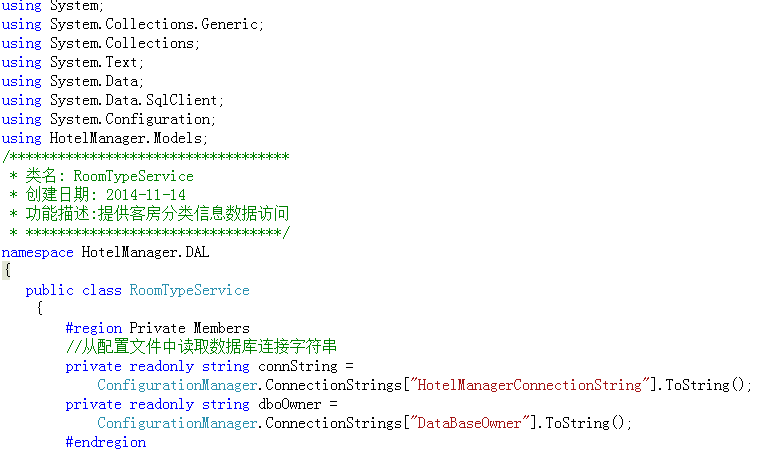 using System;
using System.Collections.Generic;
using System.Collections;
using System.Text;
using System.Data;
using System.Data.SqlClient;
using System.Configuration;
using HotelManager.Models;
/***********************************
 * 类名: RoomTypeService
 * 创建日期: 2014-11-14
 * 功能描述:提供客房分类信息数据访问
 * ********************************/
namespace HotelManager.DAL
{
   public class RoomTypeService
    {
        #region Private Members
        //从配置文件中读取数据库连接字符串
        private readonly string connString =
            ConfigurationManager.ConnectionStrings["HotelManagerConnectionString"].ToString();
        private readonly string dboOwner =
            ConfigurationManager.ConnectionStrings["DataBaseOwner"].ToString();
        #endregion